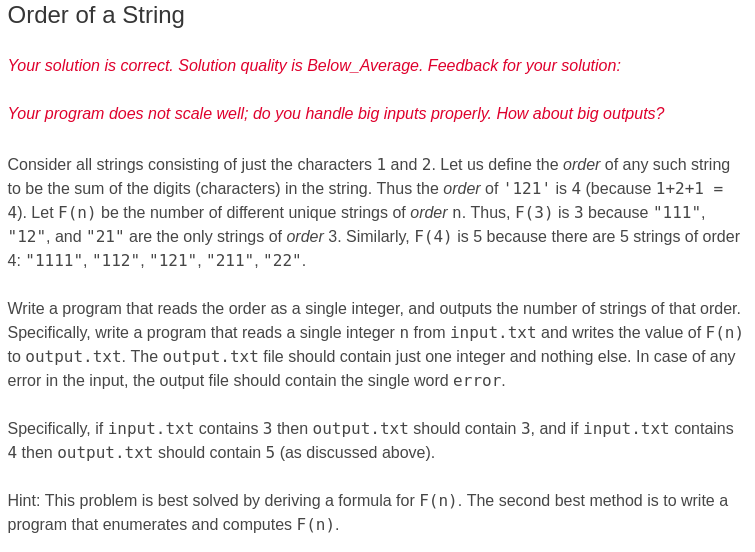 Order of a String
Your solution is correct. Solution quality is Below_Average. Feedback for your solution:
Your program does not scale well; do you handle big inputs properly. How about big outputs?
Consider all strings consisting of just the characters 1 and 2. Let us define the order of any such string
to be the sum of the digits (characters) in the string. Thus the order of '121' is 4 (because 1+2+1 =
4). Let F(n) be the number of different unique strings of order n. Thus, F(3) is 3 because "111",
"12", and "21" are the only strings of order 3. Similarly, F(4) is 5 because there are 5 strings of order
4: "1111", "112", "121", "211", "22".
Write a program that reads the order as a single integer, and outputs the number of strings of that order.
Specifically, write a program that reads a single integer n from input.txt and writes the value of F(n)
to output.txt. The output.txt file should contain just one integer and nothing else. In case of any
error in the input, the output file should contain the single word error.
Specifically, if input.txt contains 3 then output.txt should contain 3, and if input.txt contains
4 then output.txt should contain 5 (as discussed above).
Hint: This problem is best solved by deriving a formula for F(n). The second best method is to write a
program that enumerates and computes F(n).